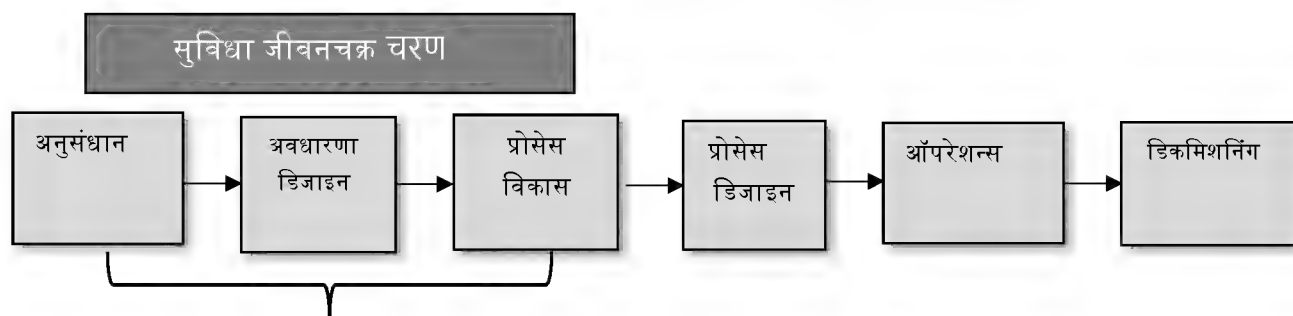 सुविधा जीवनचक्र चरण
अनुसंधान
अवधारणा
डिजाइन
प्रोसेस
विकास
प्रोसेस
डिजाइन
ऑपरेशन्स
डिकमिशनिंग